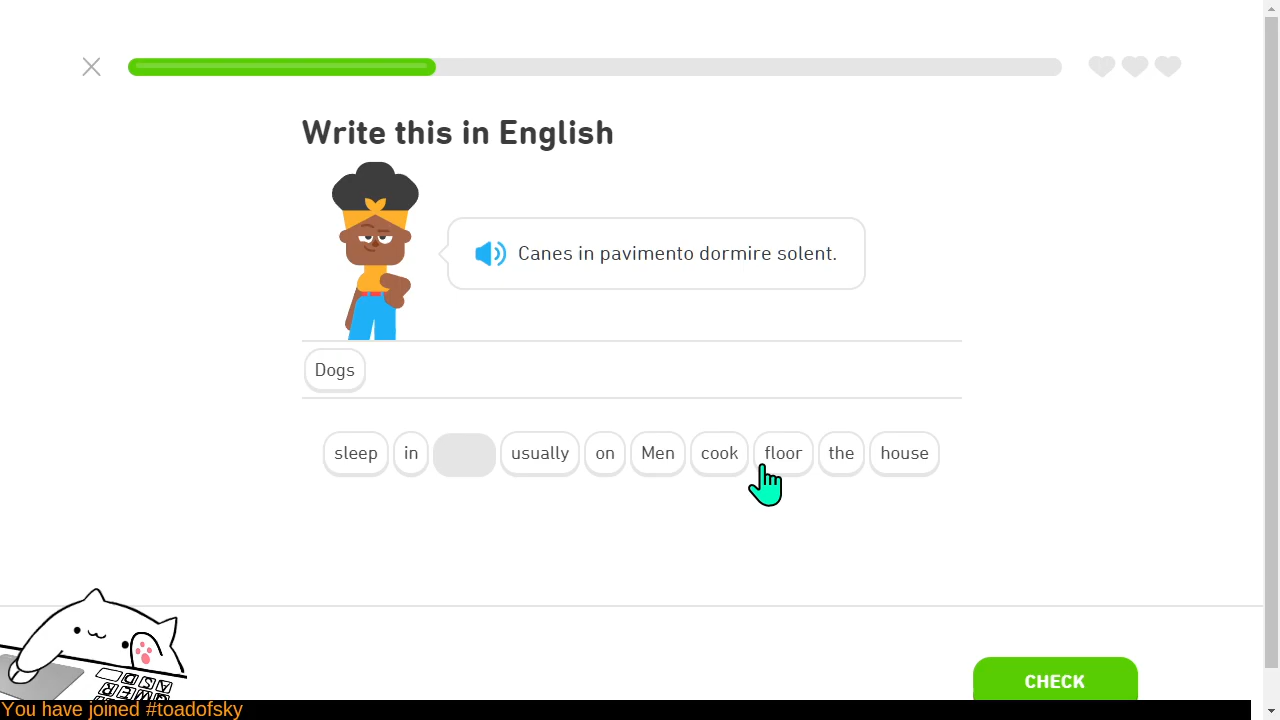 Write this in English
Canes in pavimento dormire solent.
Dogs
sleep in usually on Men cook floor the house
CHECK
You have joined #toadofsky